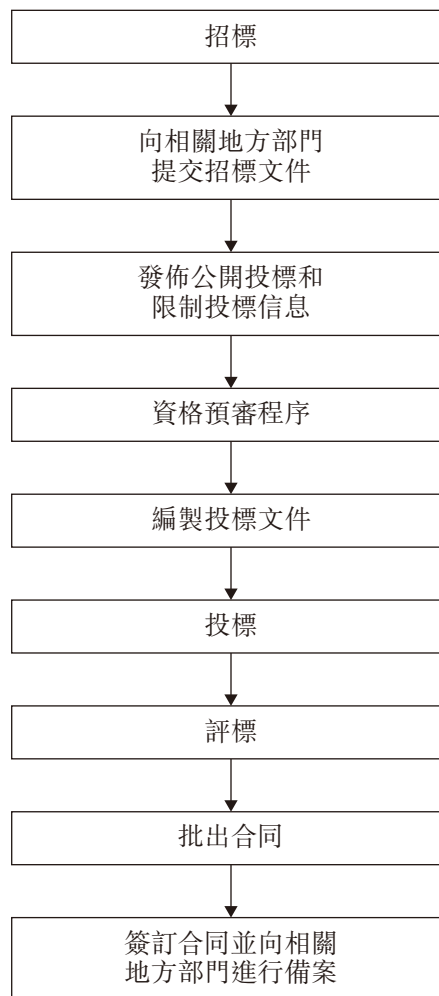 招標
向相關地方部門
提交招標文件
發佈公開投標和
限制投標信息
資格預審程序
編製投標文件
投標
評標
批出合同
簽訂合同並向相關
地方部門進行備案